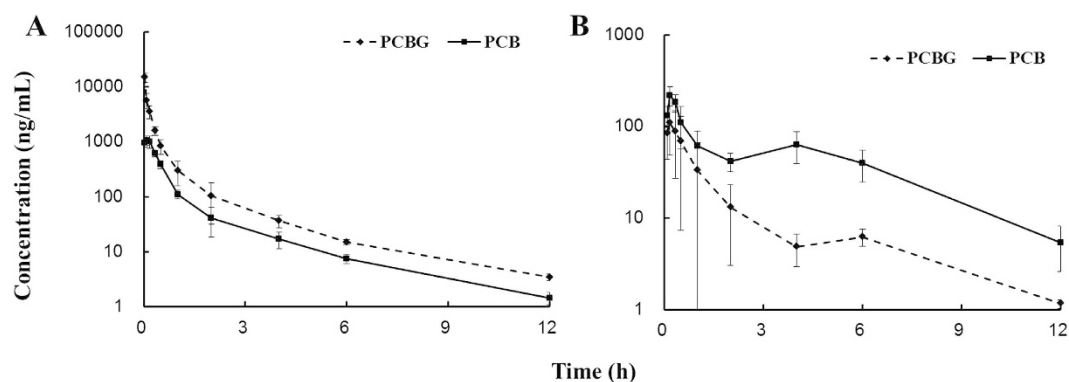 A
B
PCBG PCB
PCBG PCB
Concentration (ng/mL)
100000
10000
1000
100
10
1
0 3 6 9 12
1000
100
10
1
0 3 6 9 12
Time (h)